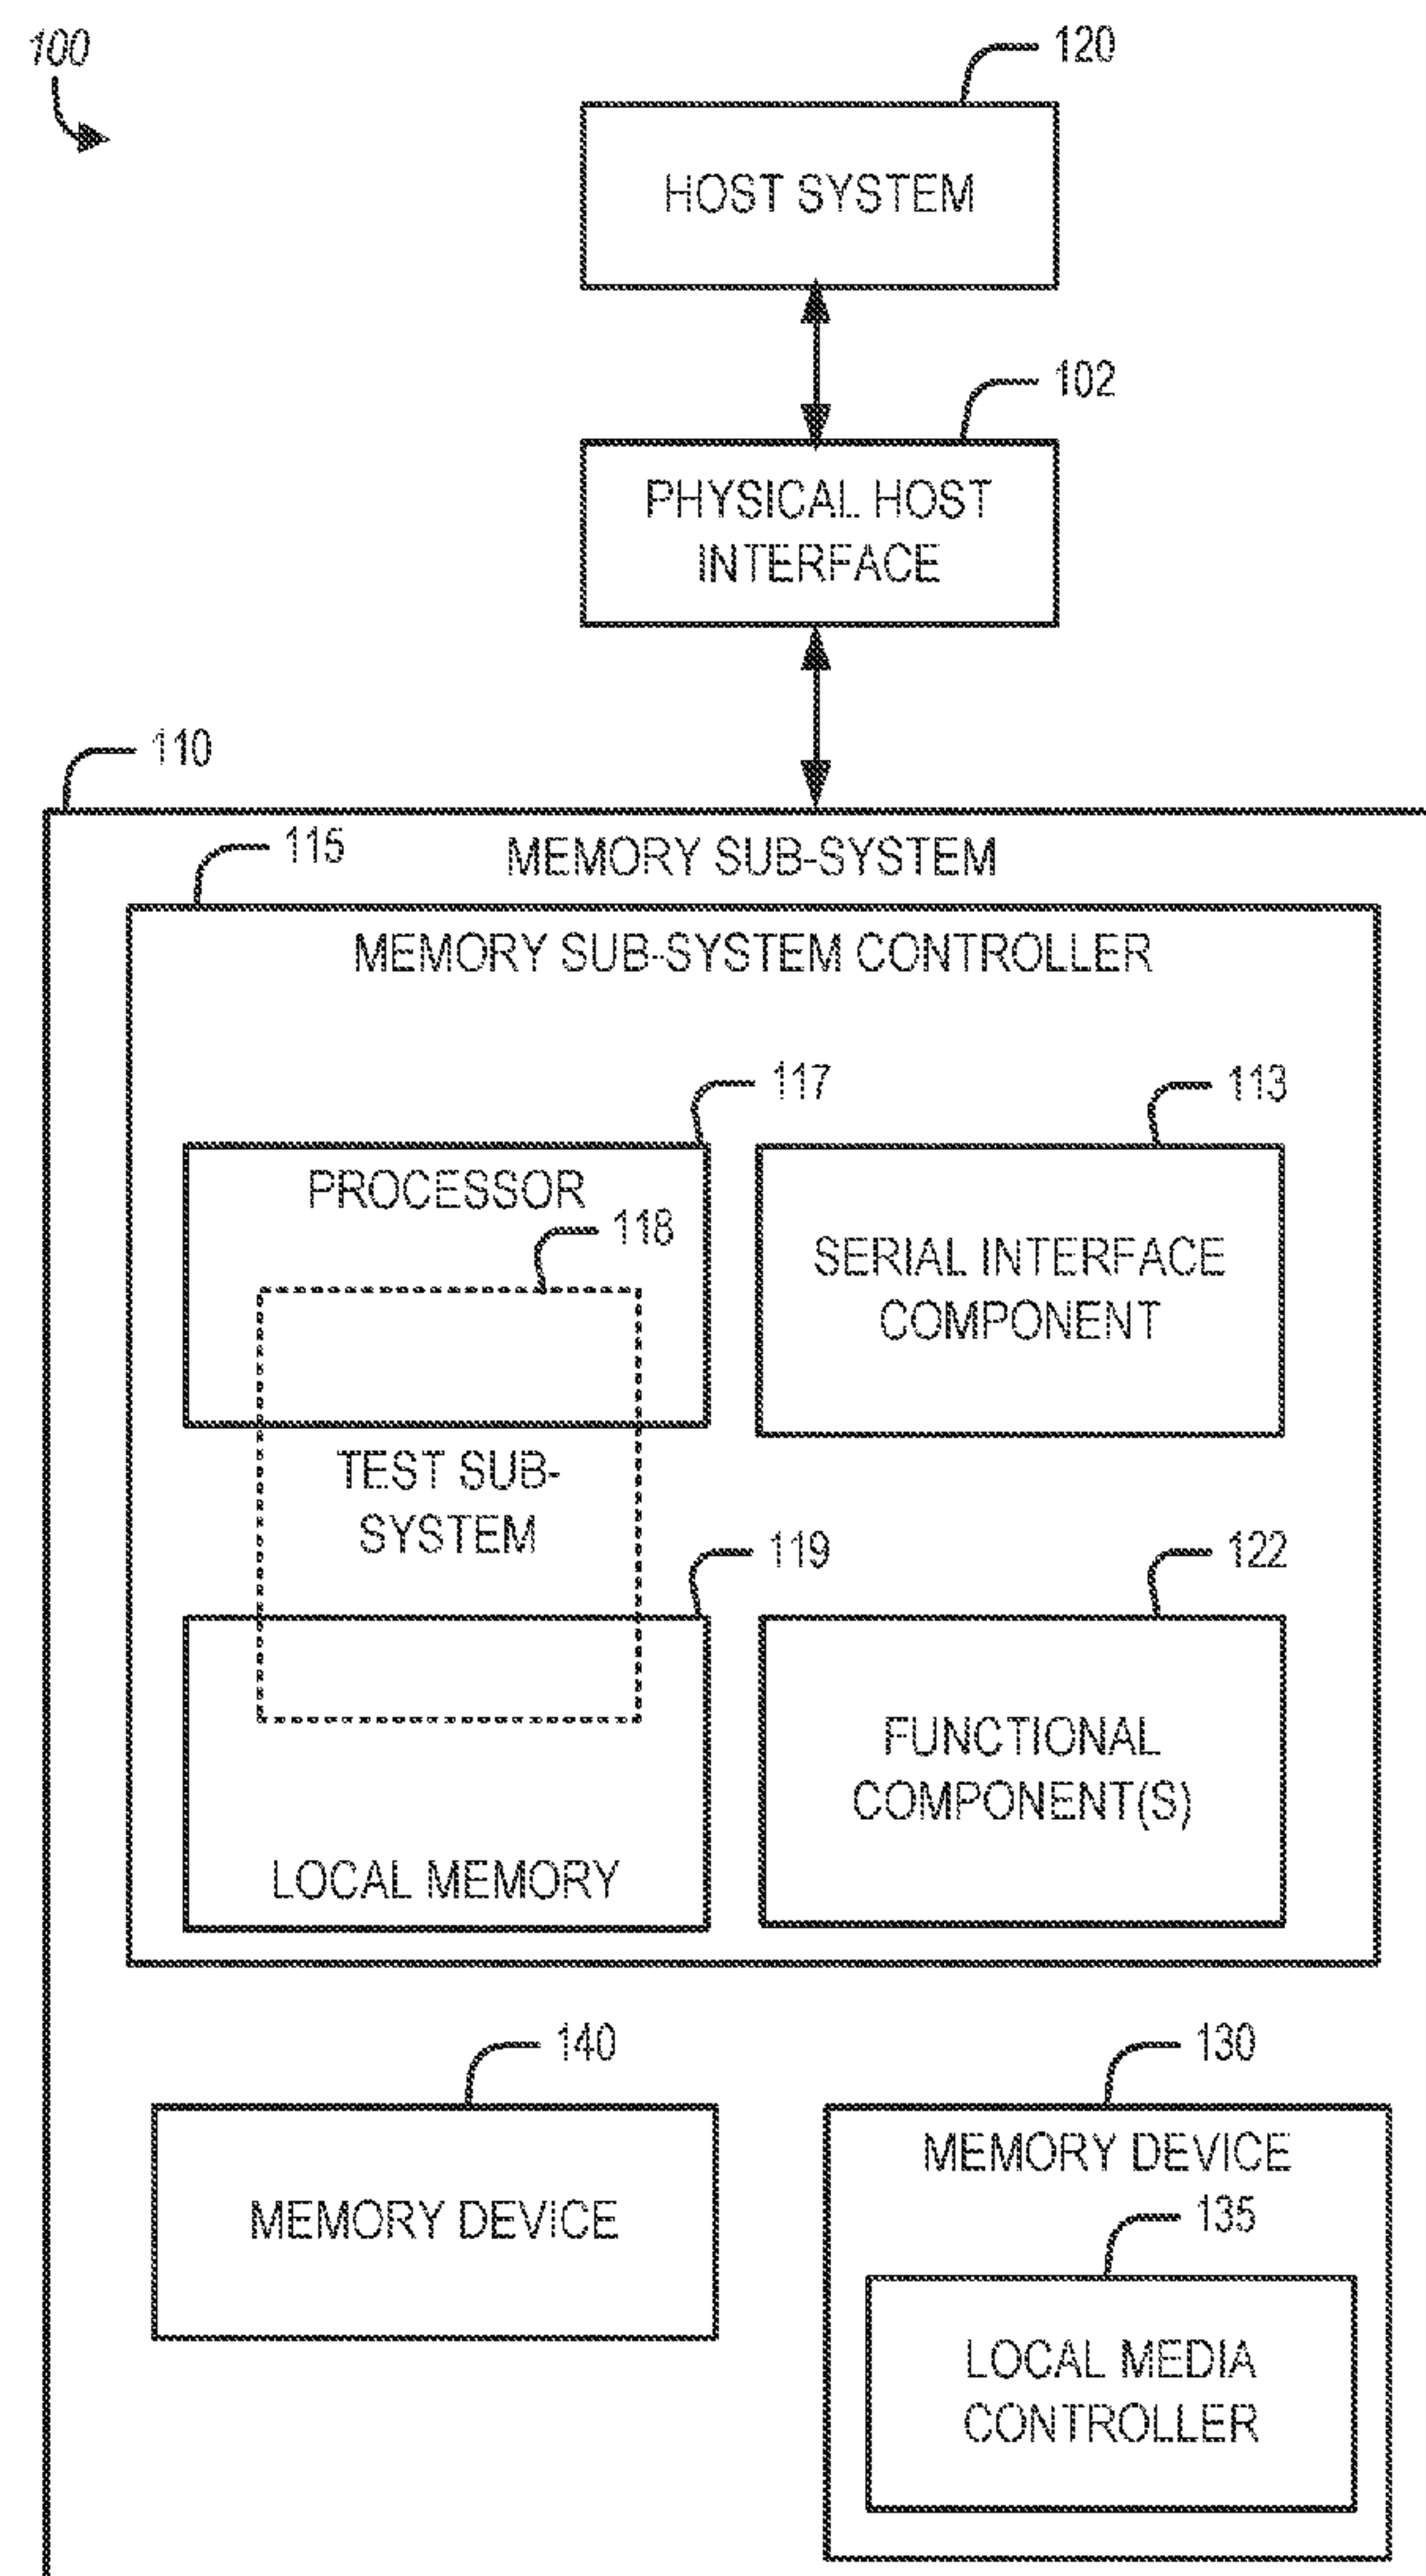 100
120
HOST SYSTEM
102
PHYSICAL HOST
INTERFACE
110
MEMORY SUB-SYSTEM
115
MEMORY SUB-SYSTEM CONTROLLER
117
PROCESSOR
118
113
SERIAL INTERFACE
COMPONENT
TEST SUB-
SYSTEM
119
LOCAL MEMORY
122
FUNCTIONAL
COMPONENT(S)
140
MEMORY DEVICE
130
MEMORY DEVICE
135
LOCAL MEDIA
CONTROLLER